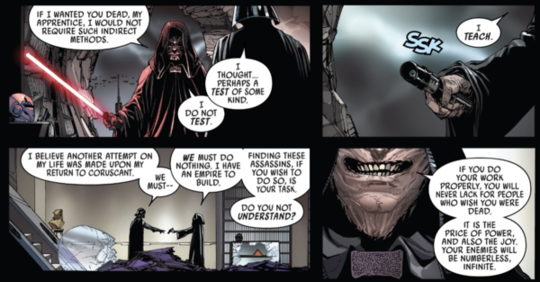 IF I WANTED YOU DEAD, MY
APPRENTICE, I WOULD NOT
REQUIRE SUCH INDIRECT
METHODS.
I
THOUGHT...
PERHAPS A
TEST OF SOME
KIND.
I
DO NOT
TEST.
SSK
I
TEACH.
I BELIEVE ANOTHER ATTEMPT ON
MY LIFE WAS MADE UPON MY
RETURN TO CORUSCANT.
WE
MUST--
WE MUST DO
NOTHING. I HAVE
AN EMPIRE TO
BUILD.
FINDING THESE
ASSASSINS, IF
YOU WISH TO
DO SO, IS
YOUR TASK.
DO YOU NOT
UNDERSTAND?
IF YOU DO
YOUR WORK
PROPERLY, YOU WILL
NEVER LACK FOR PEOPLE
WHO WISH YOU WERE
DEAD.
IT IS THE
PRICE OF POWER,
AND ALSO THE JOY.
YOUR ENEMIES WILL
BE NUMBERLESS,
INFINITE.